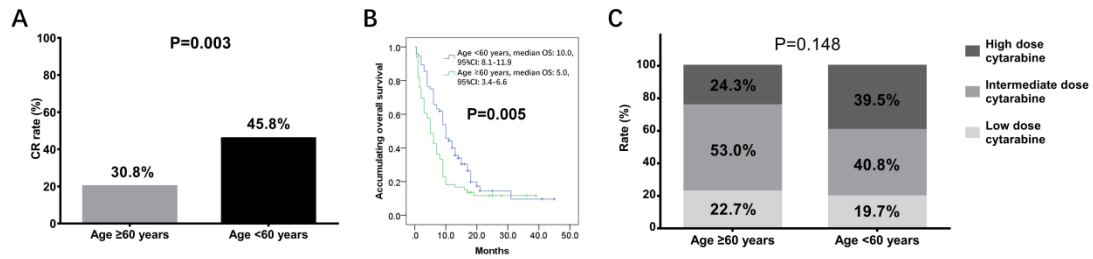 A
P=0.003
CR rate (%)
100
80
60
40
20
0
30.8%
45.8%
Age ≥60 years
Age <60 years
B
Age <60 years, median OS: 10.0,
95%CI: 8.1-11.9
Age ≥60 years, median OS: 5.0,
95%CI: 3.4-6.6
P=0.005
Accumulating overall survival
1.0
0.8
0.6
0.4
0.2
0.0
.0
10.0
20.0
30.0
40.0
50.0
Months
C
P=0.148
Rate (%)
100
80
60
40
20
0
24.3%
53.0%
22.7%
39.5%
40.8%
19.7%
Age ≥60 years
Age <60 years
High dose
cytarabine
Intermediate dose
cytarabine
Low dose
cytarabine